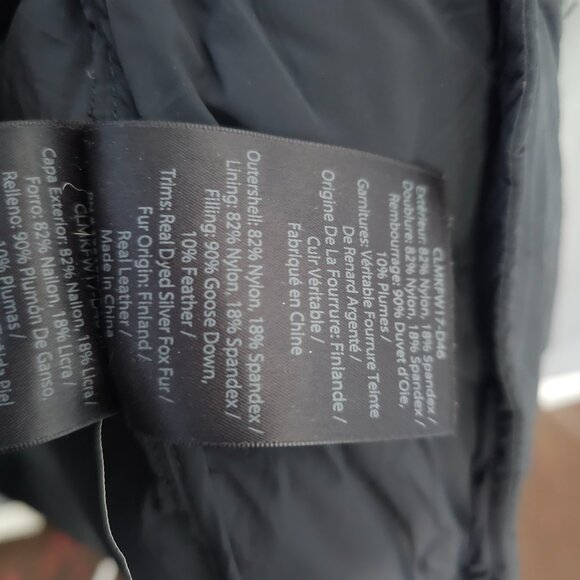 CLMKFW17-D46
Extérieur: 82% Nylon, 18% Spandex /
Doublure: 82% Nylon, 18% Spandex /
Rembourrage: 90% Duvet d'Oie,
10% Plumes /
Garnitures: Véritable Fourrure Teinte
De Renard Argenté /
Origine De La Fourrure: Finlande /
Cuir Véritable /
Fabriqué en Chine
Outershell: 82% Nylon, 18% Spandex /
Lining: 82% Nylon, 18% Spandex /
Filling: 90% Goose Down,
10% Feather /
Trims: Real Dyed Silver Fox Fur /
Fur Origin: Finland /
Real Leather /
Made in China
CLMKFW17-D
Capa Exterior: 82% Nailon, 18% Licra /
Forro: 82% Nailon, 18% Licra /
Relleno: 90% Plumón De Ganso,
10% Plumas /
Piel